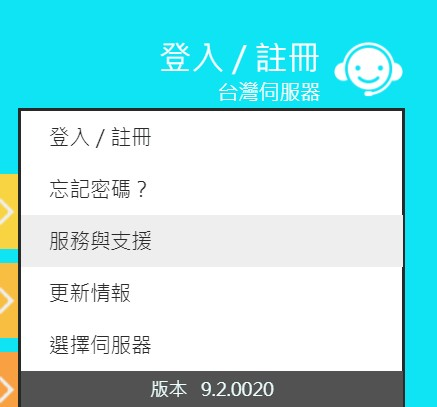 登入 / 註冊
台灣伺服器
登入 / 註冊
忘記密碼？
服務與支援
更新情報
選擇伺服器
版本 9.2.0020